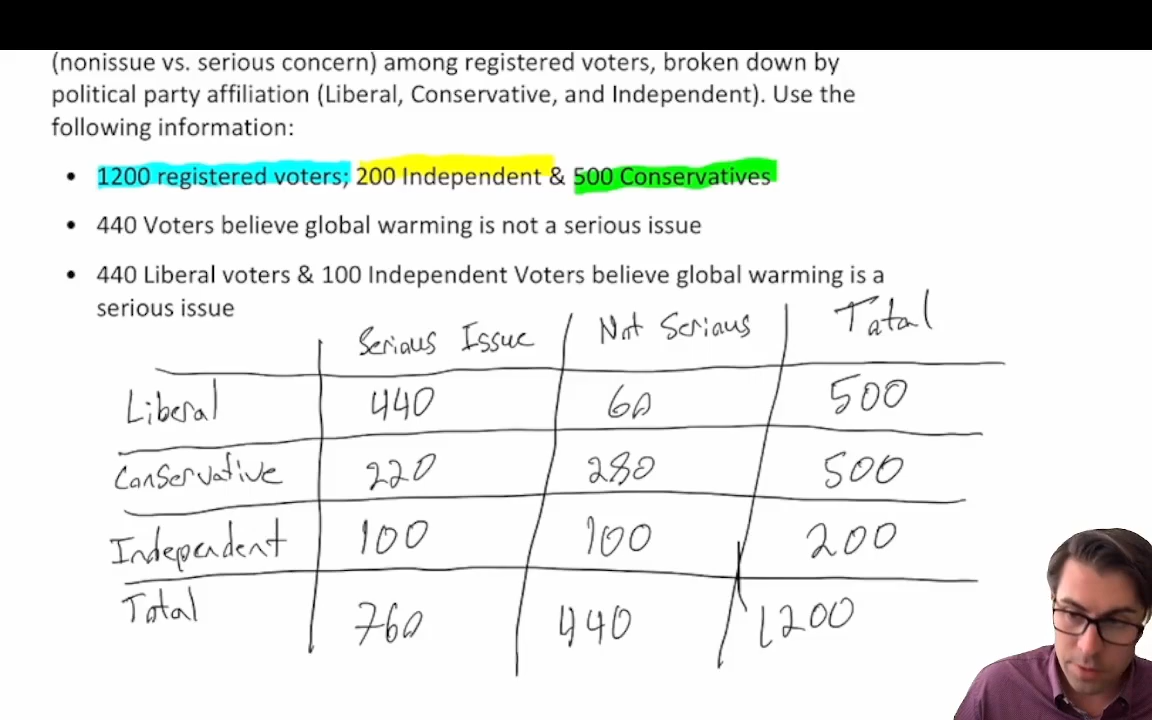 (nonissue vs. serious concern) among registered voters, broken down by
political party affiliation (Liberal, Conservative, and Independent). Use the
following information:
• 1200 registered voters; 200 Independent & 500 Conservatives
• 440 Voters believe global warming is not a serious issue
• 440 Liberal voters & 100 Independent Voters believe global warming is a
serious issue
Serious Issue Not Serious Total
Liberal 440 60 500
Conservative 220 280 500
Independent 100 100 200
Total 760 440 1200